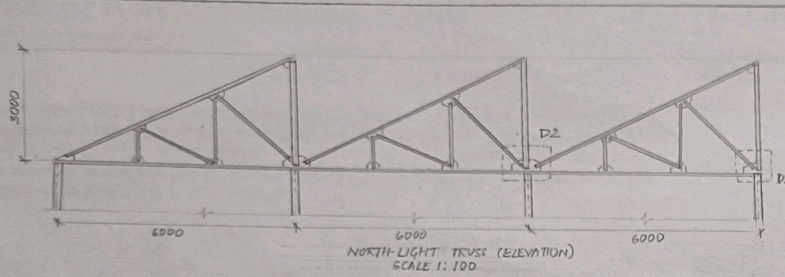 3000
D2
6000
6000
6000
NORTH-LIGHT TRUSS (ELEVATION)
SCALE 1:100